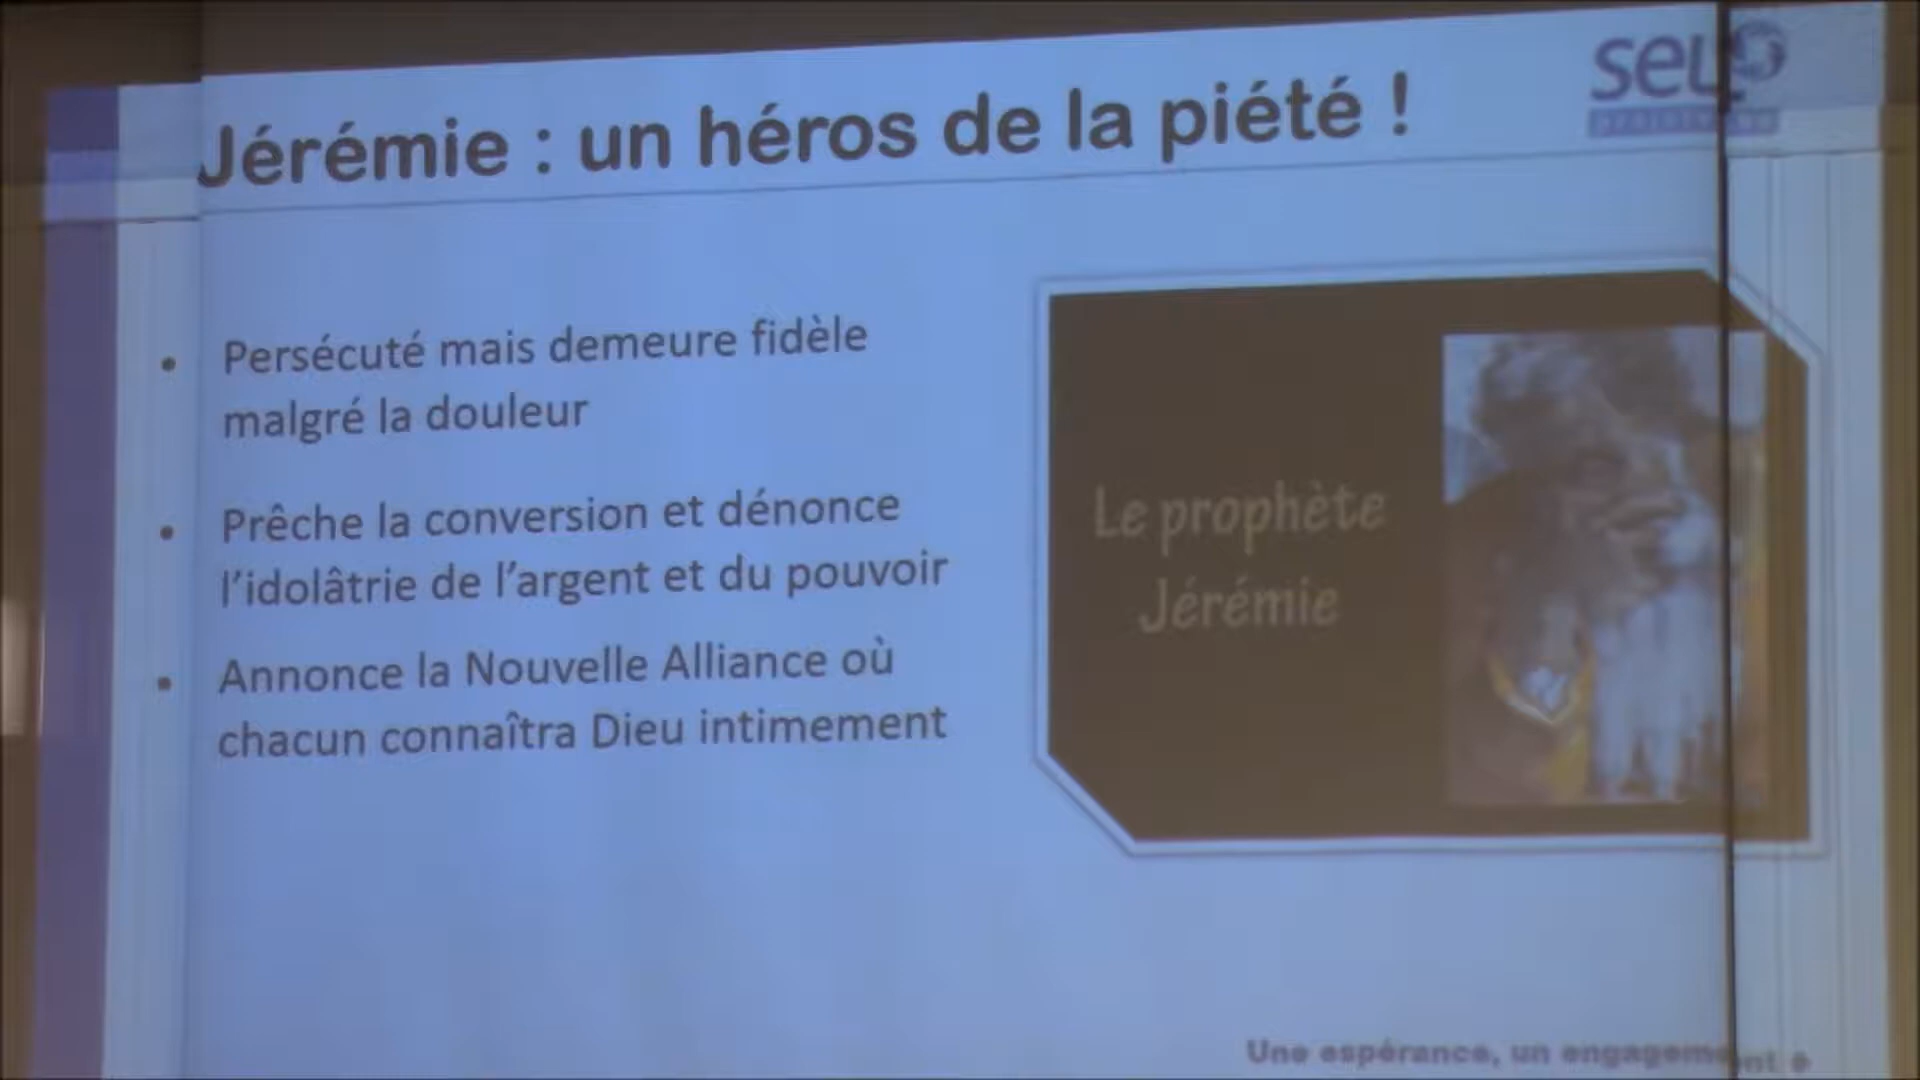 Jérémie : un héros de la piété !
SEL
Persécuté mais demeure fidèle
malgré la douleur
Prêche la conversion et dénonce
l'idolâtrie de l'argent et du pouvoir
Annonce la Nouvelle Alliance où
chacun connaîtra Dieu intimement
Le prophète
Jérémie
Une espérance, un engagement